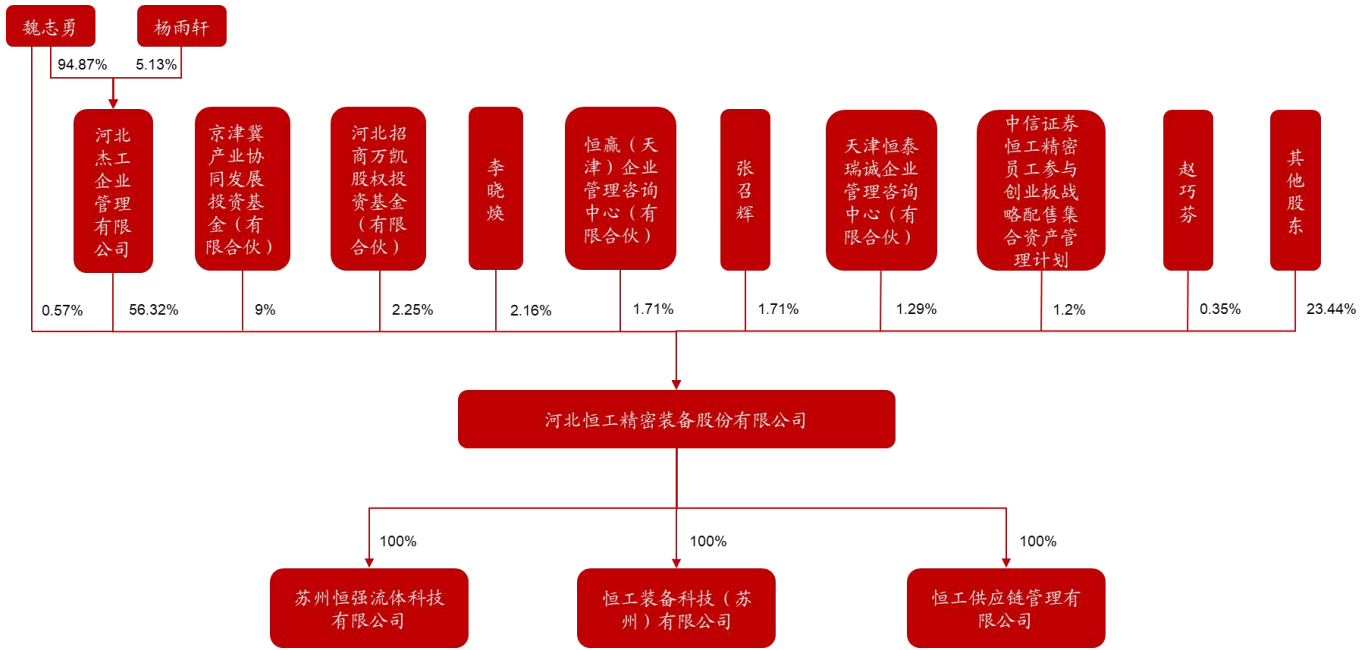 魏志勇
杨雨轩
94.87%
5.13%
河北
杰工
企业
管理
有限
公司
京津冀
产业协
同发展
投资基
金（有
限合伙）
河北招
商万凯
股权投
资基金
（有限
合伙）
李
晓
焕
恒赢（天
津）企业
管理咨询
中心（有
限合伙）
张
召
辉
天津恒泰
瑞诚企业
管理咨询
中心（有
限合伙）
中信证券
恒工精密
员工参与
创业板战
略配售集
合资产管
理计划
赵
巧
芬
其
他
股
东
0.57%
56.32%
9%
2.25%
2.16%
1.71%
1.71%
1.29%
1.2%
0.35%
23.44%
河北恒工精密装备股份有限公司
100%
100%
100%
苏州恒强流体科技
有限公司
恒工装备科技（苏
州）有限公司
恒工供应链管理有
限公司